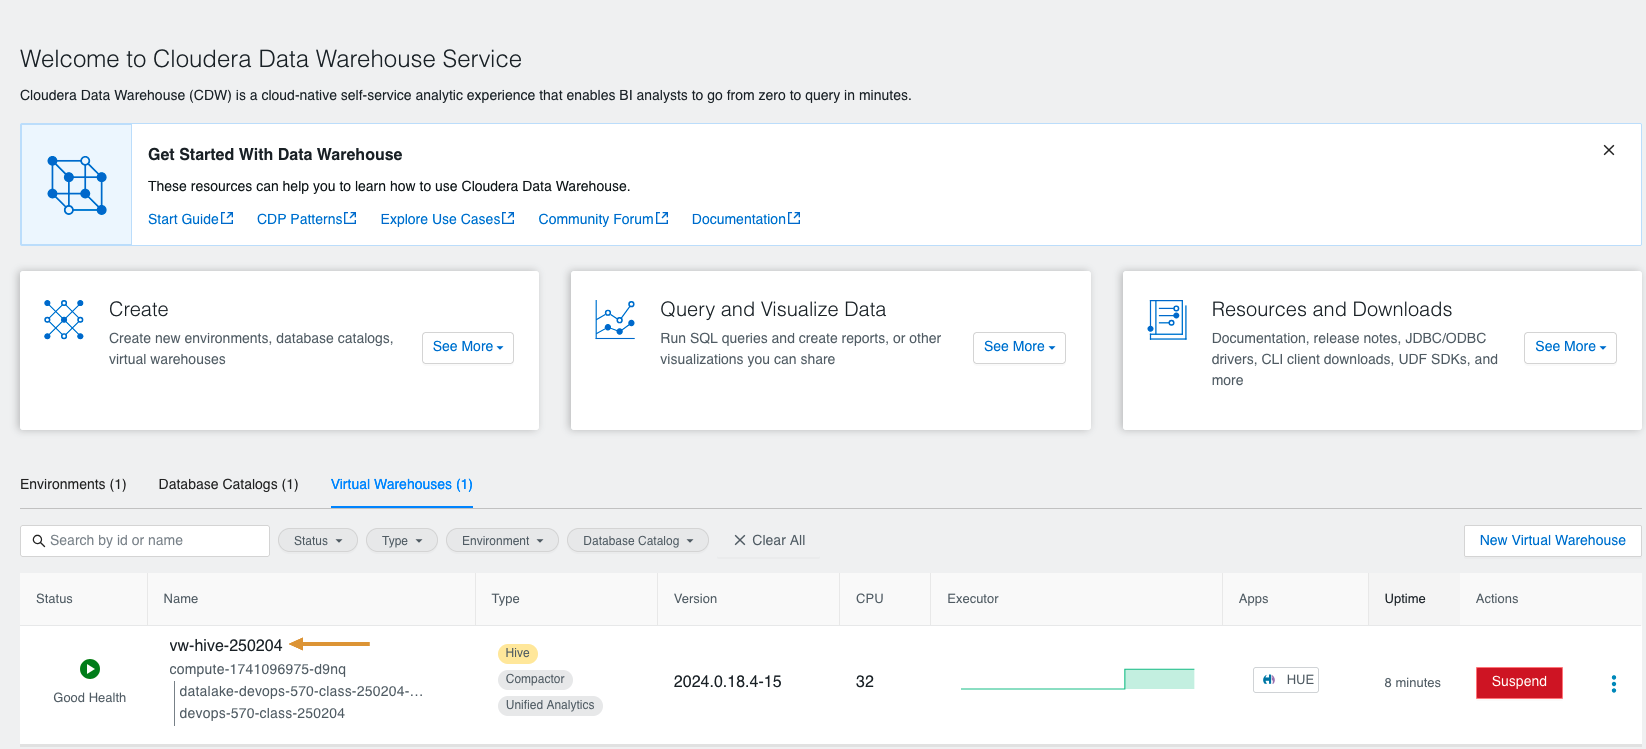 Welcome to Cloudera Data Warehouse Service
Cloudera Data Warehouse (CDW) is a cloud-native self-service analytic experience that enables BI analysts to go from zero to query in minutes.
Get Started With Data Warehouse
These resources can help you to learn how to use Cloudera Data Warehouse.
Start Guide CDP Patterns Explore Use Cases Community Forum Documentation
Create
Create new environments, database catalogs,
virtual warehouses
See More
Query and Visualize Data
Run SQL queries and create reports, or other
visualizations you can share
See More
Resources and Downloads
Documentation, release notes, JDBC/ODBC
drivers, CLI client downloads, UDF SDKs, and
more
See More
Environments (1) Database Catalogs (1) Virtual Warehouses (1)
Search by id or name Status Type Environment Database Catalog Clear All New Virtual Warehouse
Status Name Type Version CPU Executor Apps Uptime Actions
Good Health
vw-hive-250204
compute-1741096975-d9nq
datalake-devops-570-class-250204-...
devops-570-class-250204
Hive
Compactor
Unified Analytics
2024.0.18.4-15
32
HUE
8 minutes
Suspend